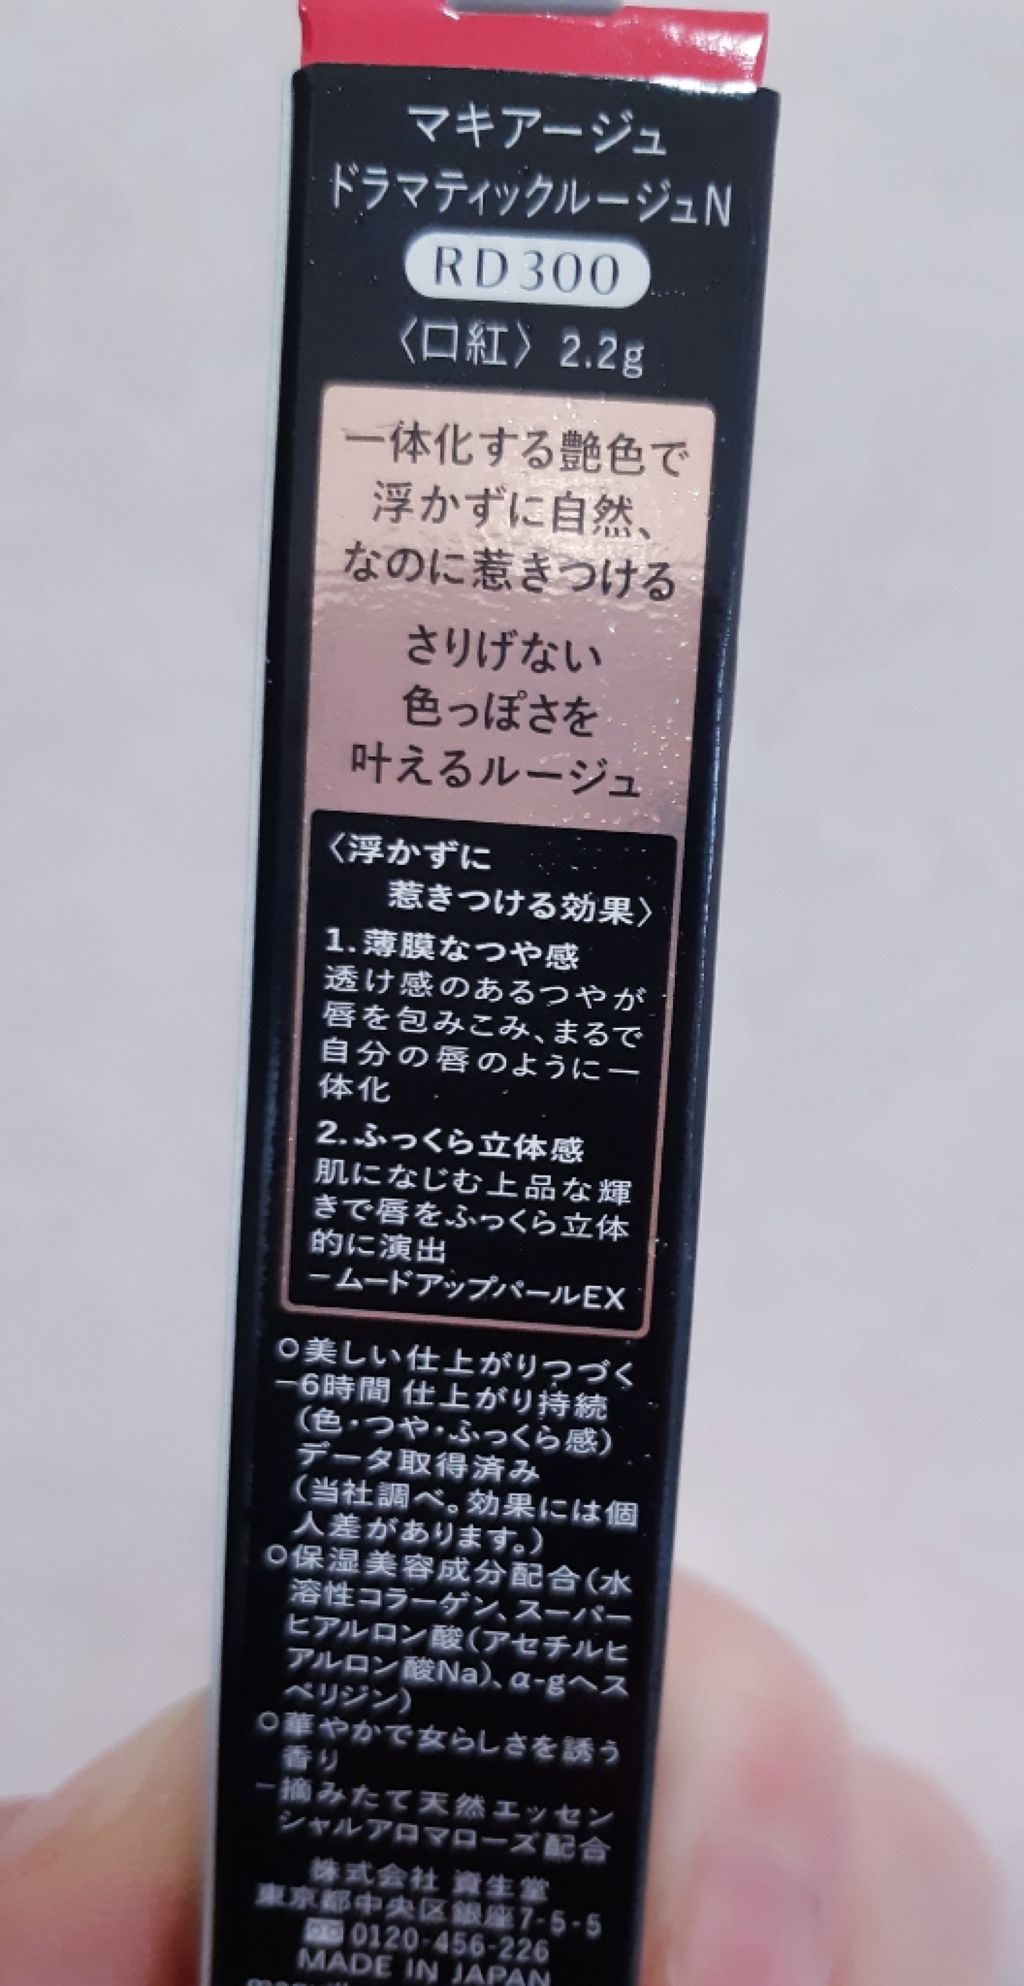 マキアージュ
ドラマティックルージュN
RD300
〈口紅〉 2.2g
一体化する艶色で
浮かずに自然、
なのに惹きつける
さりげない
色っぽさを
叶えるルージュ
〈浮かずに
惹きつける効果〉
1.薄膜なつや感
透け感のあるつやが
唇を包みこみ、まるで
自分の唇のように一
体化
2.ふっくら立体感
肌になじむ上品な輝
きで唇をふっくら立体
的に演出
−ムードアップパールEX
○美しい仕上がりつづく
−6時間 仕上がり持続
(色・つや・ふっくら感)
データ取得済み
(当社調べ。効果には個
人差があります。)
○保湿美容成分配合(水
溶性コラーゲン、スーパー
ヒアルロン酸(アセチルヒ
アルロン酸Na)、α-gヘス
ペリジン)
○華やかで女らしさを誘う
香り
−摘みたて天然エッセン
シャルアロマローズ配合
株式会社 資生堂
東京都中央区銀座7-5-5
0120-456-226
MADE IN JAPAN